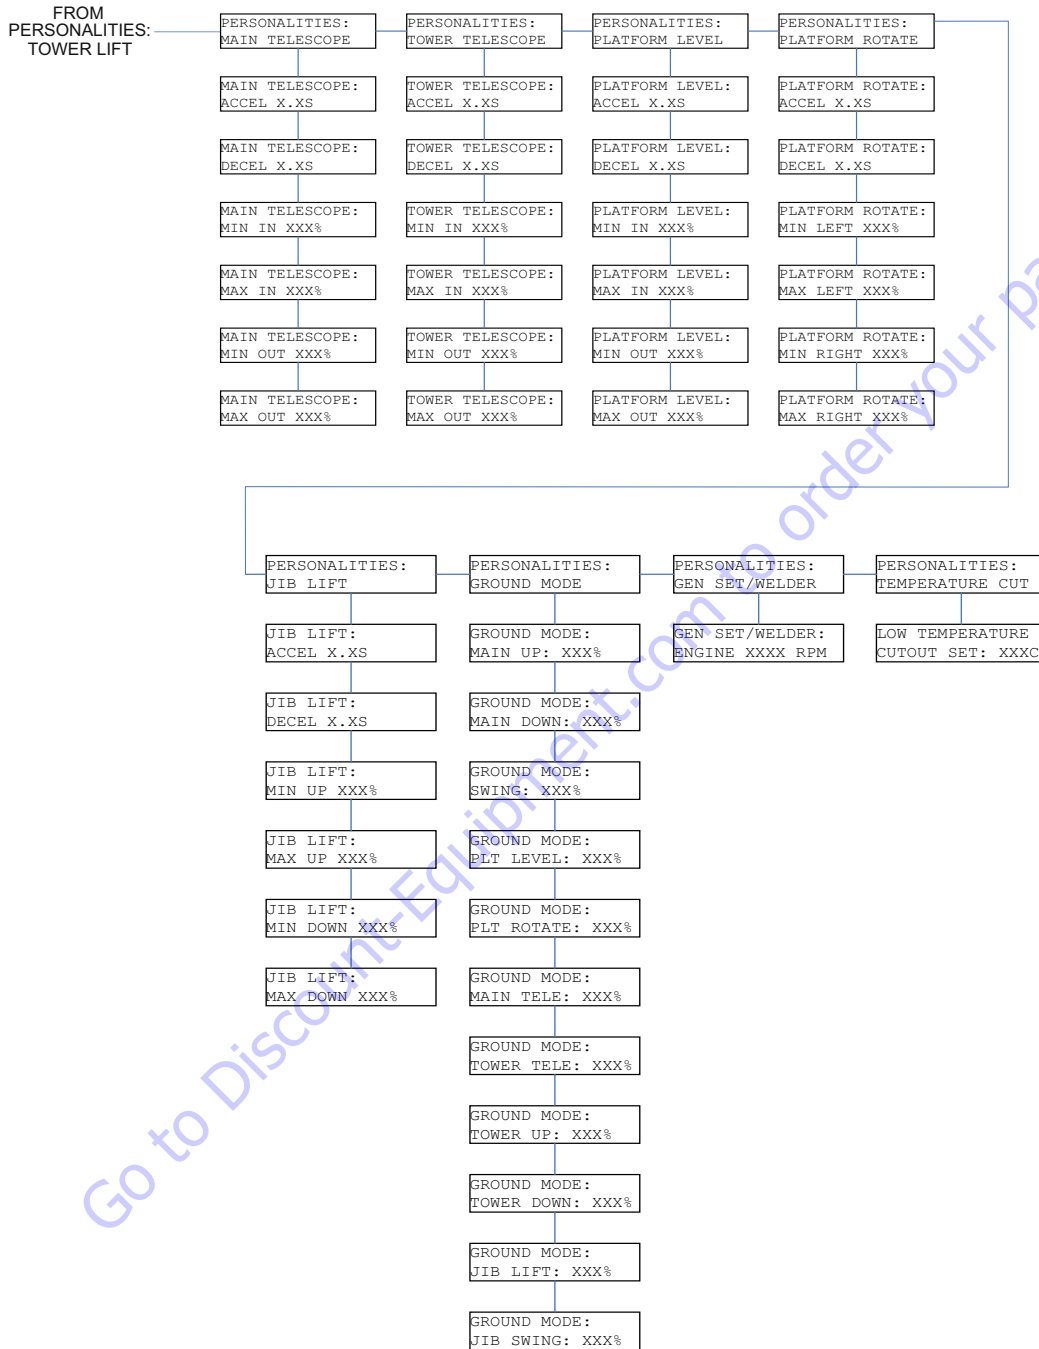 FROM
PERSONALITIES:
TOWER LIFT
PERSONALITIES:
MAIN TELESCOPE
MAIN TELESCOPE:
ACCEL X.XS
MAIN TELESCOPE:
DECEL X.XS
MAIN TELESCOPE:
MIN IN XXX%
MAIN TELESCOPE:
MAX IN XXX%
MAIN TELESCOPE:
MIN OUT XXX%
MAIN TELESCOPE:
MAX OUT XXX%
PERSONALITIES:
TOWER TELESCOPE
TOWER TELESCOPE:
ACCEL X.XS
TOWER TELESCOPE:
DECEL X.XS
TOWER TELESCOPE:
MIN IN XXX%
TOWER TELESCOPE:
MAX IN XXX%
TOWER TELESCOPE:
MIN OUT XXX%
TOWER TELESCOPE:
MAX OUT XXX%
PERSONALITIES:
PLATFORM LEVEL
PLATFORM LEVEL:
ACCEL X.XS
PLATFORM LEVEL:
DECEL X.XS
PLATFORM LEVEL:
MIN IN XXX%
PLATFORM LEVEL:
MAX IN XXX%
PLATFORM LEVEL:
MIN OUT XXX%
PLATFORM LEVEL:
MAX OUT XXX%
PERSONALITIES:
PLATFORM ROTATE
PLATFORM ROTATE:
ACCEL X.XS
PLATFORM ROTATE:
DECEL X.XS
PLATFORM ROTATE:
MIN LEFT XXX%
PLATFORM ROTATE:
MAX LEFT XXX%
PLATFORM ROTATE:
MIN RIGHT XXX%
PLATFORM ROTATE:
MAX RIGHT XXX%
PERSONALITIES:
JIB LIFT
JIB LIFT:
ACCEL X.XS
JIB LIFT:
DECEL X.XS
JIB LIFT:
MIN UP XXX%
JIB LIFT:
MAX UP XXX%
JIB LIFT:
MIN DOWN XXX%
JIB LIFT:
MAX DOWN XXX%
PERSONALITIES:
GROUND MODE
GROUND MODE:
MAIN UP: XXX%
GROUND MODE:
MAIN DOWN: XXX%
GROUND MODE:
SWING: XXX%
GROUND MODE:
PLT LEVEL: XXX%
GROUND MODE:
PLT ROTATE: XXX%
GROUND MODE:
MAIN TELE: XXX%
GROUND MODE:
TOWER TELE: XXX%
GROUND MODE:
TOWER UP: XXX%
GROUND MODE:
TOWER DOWN: XXX%
GROUND MODE:
JIB LIFT: XXX%
GROUND MODE:
JIB SWING: XXX%
PERSONALITIES:
GEN SET/WELDER
GEN SET/WELDER:
ENGINE XXXX RPM
PERSONALITIES:
TEMPERATURE CUT
LOW TEMPERATURE
CUTOUT SET: XXXC
Go to Discount-Equipment.com to order your pa